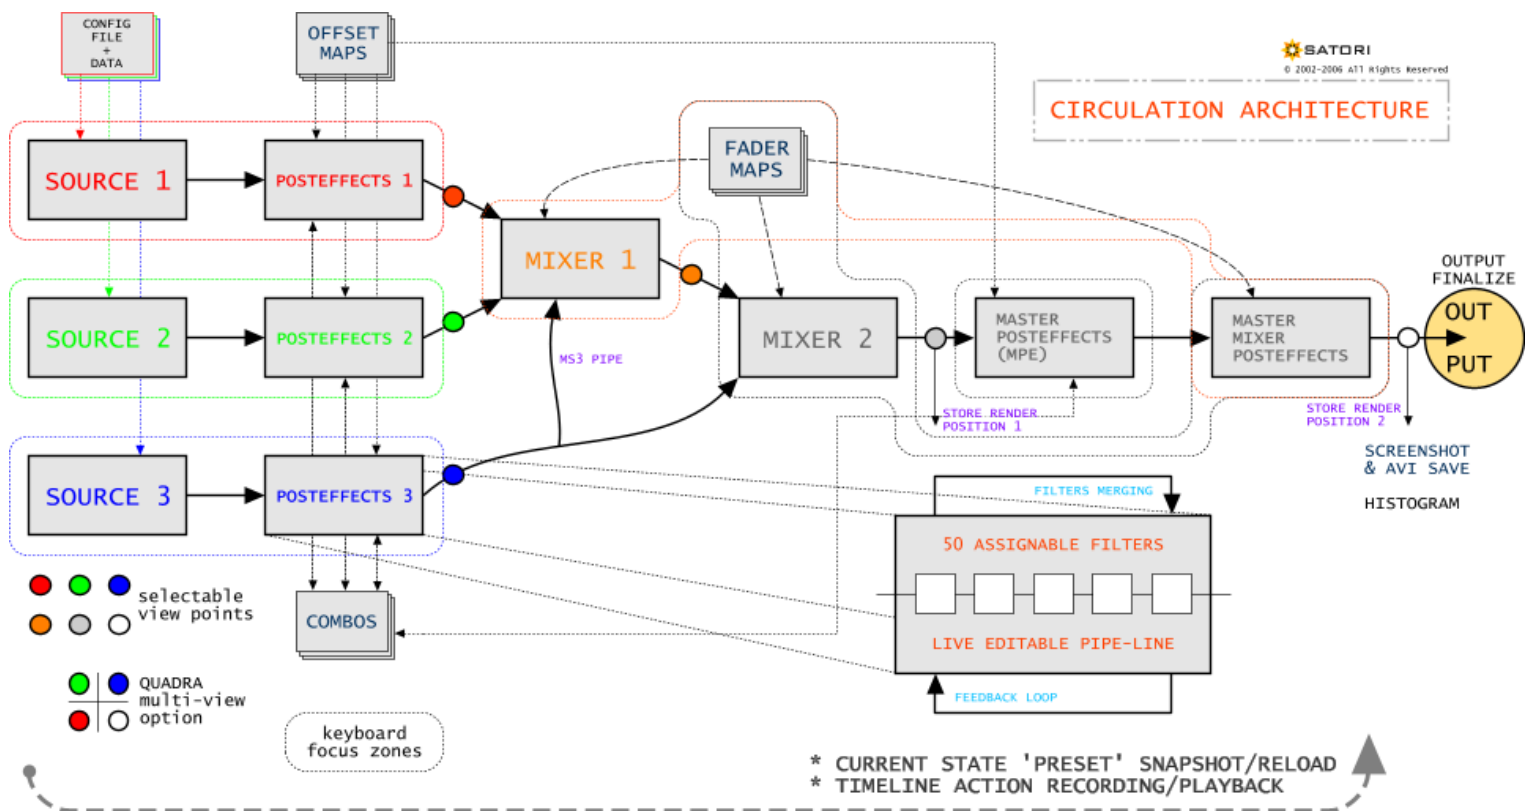 CONFIG
FILE
+
DATA
OFFSET
MAPS
SATORI
© 2002-2006 All Rights Reserved
CIRCULATION ARCHITECTURE
FADER
MAPS
SOURCE 1
POSTEFFECTS 1
MIXER 1
SOURCE 2
POSTEFFECTS 2
MS3 PIPE
MIXER 2
MASTER
POSTEFFECTS
(MPE)
MASTER
MIXER
POSTEFFECTS
OUTPUT
FINALIZE
OUT
PUT
STORE RENDER
POSITION 1
STORE RENDER
POSITION 2
SCREENSHOT
& AVI SAVE
HISTOGRAM
SOURCE 3
POSTEFFECTS 3
FILTERS MERGING
50 ASSIGNABLE FILTERS
LIVE EDITABLE PIPE-LINE
FEEDBACK LOOP
selectable
view points
COMBOS
QUADRA
multi-view
option
keyboard
focus zones
* CURRENT STATE 'PRESET' SNAPSHOT/RELOAD
* TIMELINE ACTION RECORDING/PLAYBACK